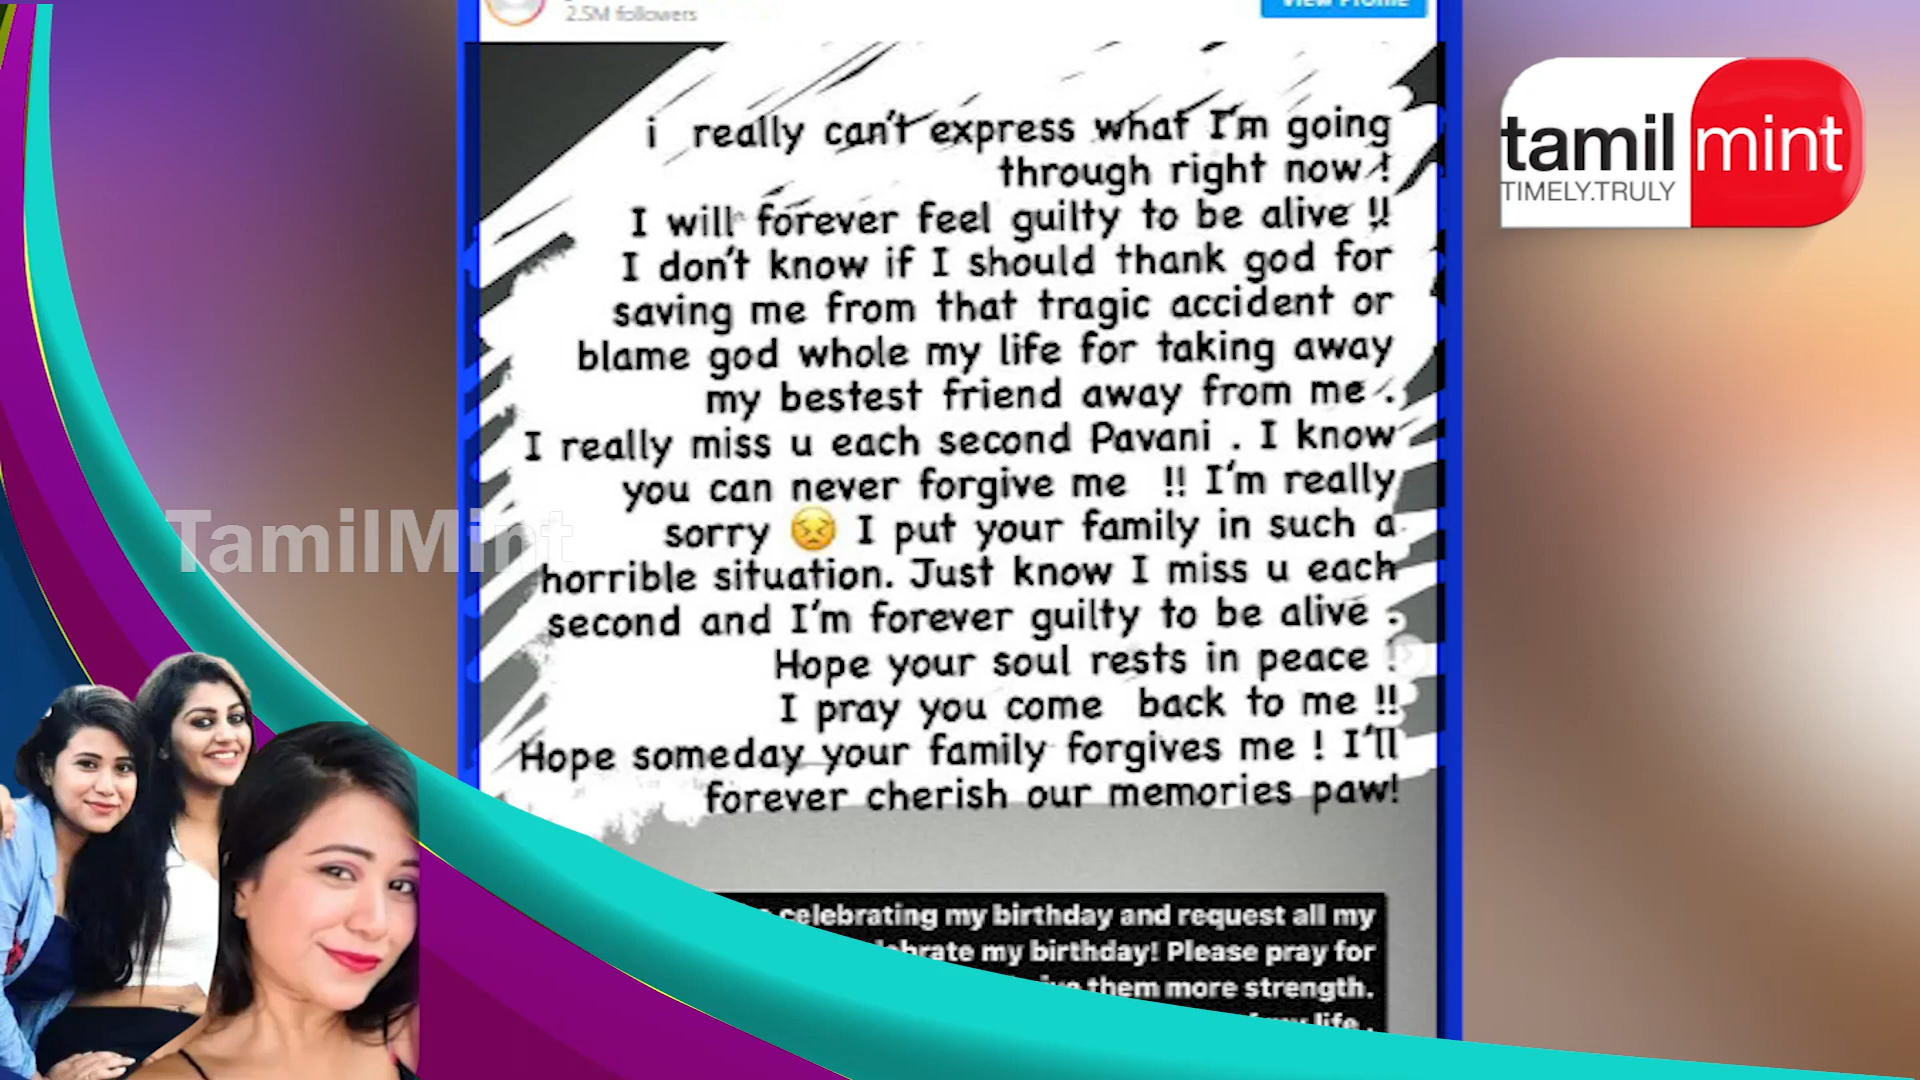 2.5M followers
View Profile
i really can't express what I'm going
through right now !
I will forever feel guilty to be alive !!
I don't know if I should thank god for
saving me from that tragic accident or
blame god whole my life for taking away
my bestest friend away from me .
I really miss u each second Pavani . I know
you can never forgive me !! I'm really
sorry 😣 I put your family in such a
horrible situation. Just know I miss u each
second and I'm forever guilty to be alive .
Hope your soul rests in peace !
I pray you come back to me !!
Hope someday your family forgives me ! I'll
forever cherish our memories paw!
celebrating my birthday and request all my
my birthday! Please pray for
them more strength.
life .
tamil mint
TIMELY.TRULY
TamilMint